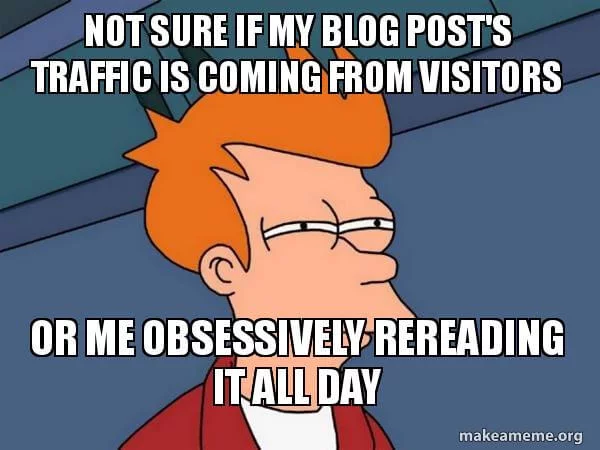 NOT SURE IF MY BLOG POST'S
TRAFFIC IS COMING FROM VISITORS
OR ME OBSESSIVELY REREADING
IT ALL DAY
makeameme.org